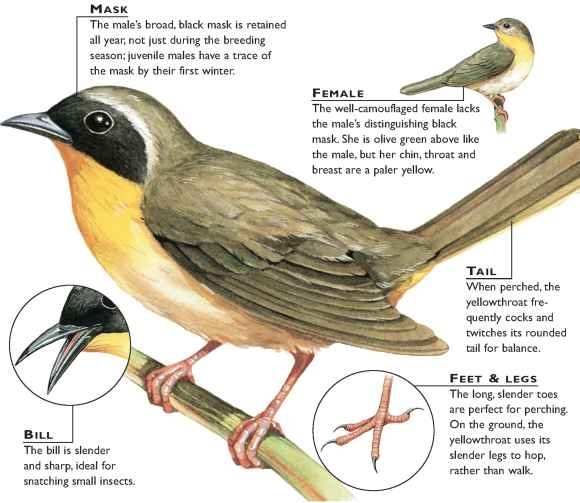 MASK
The male's broad, black mask is retained
all year, not just during the breeding
season; juvenile males have a trace of
the mask by their first winter.
FEMALE
The well-camouflaged female lacks
the male's distinguishing black
mask. She is olive green above like
the male, but her chin, throat and
breast are a paler yellow.
TAIL
When perched, the
yellowthroat fre-
quently cocks and
twitches its rounded
tail for balance.
FEET & LEGS
The long, slender toes
are perfect for perching.
On the ground, the
yellowthroat uses its
slender legs to hop,
rather than walk.
BILL
The bill is slender
and sharp, ideal for
snatching small insects.